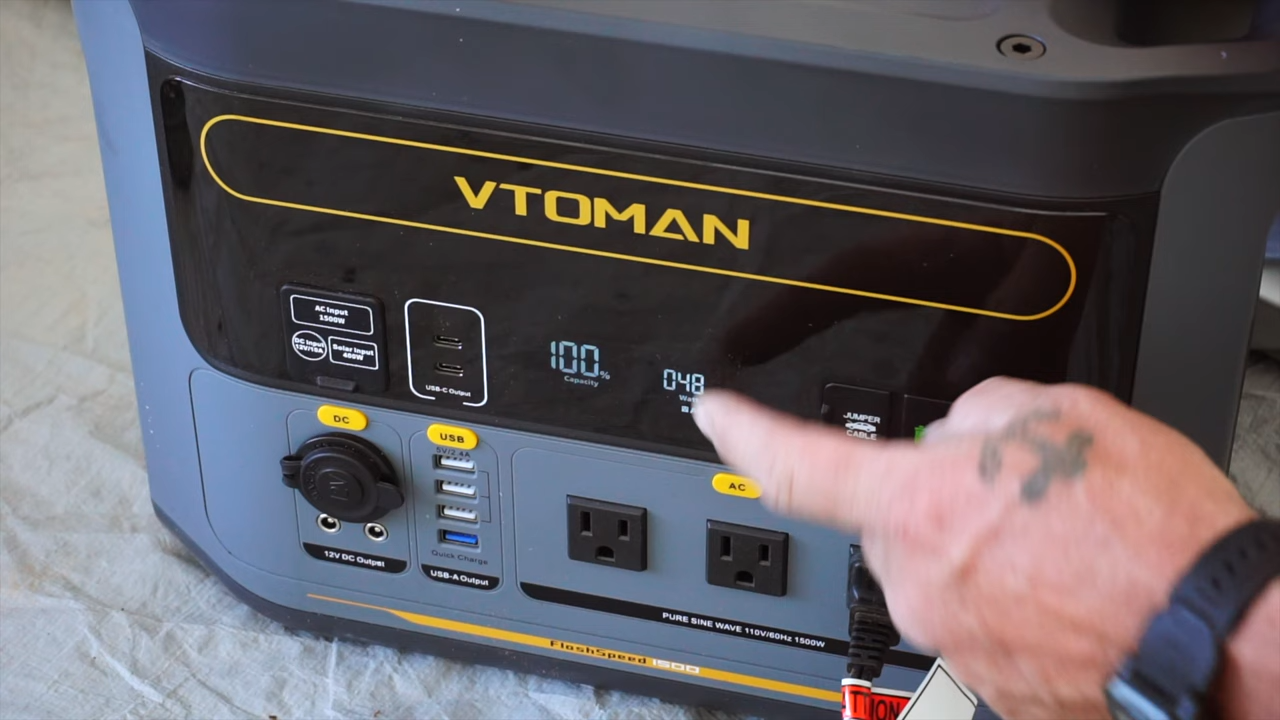 VTOMAN
AC Input
1500W
DC Input
12V/10A
Solar Input
400W
USB-C Output
100%
Capacity
048
JUMPER
CABLE
DC
USB
AC
5V/2.4A
12V
Quick Charge
12V DC Output
USB-A Output
PURE SINE WAVE 110V/60Hz 1500W
FlashSpeed 1500